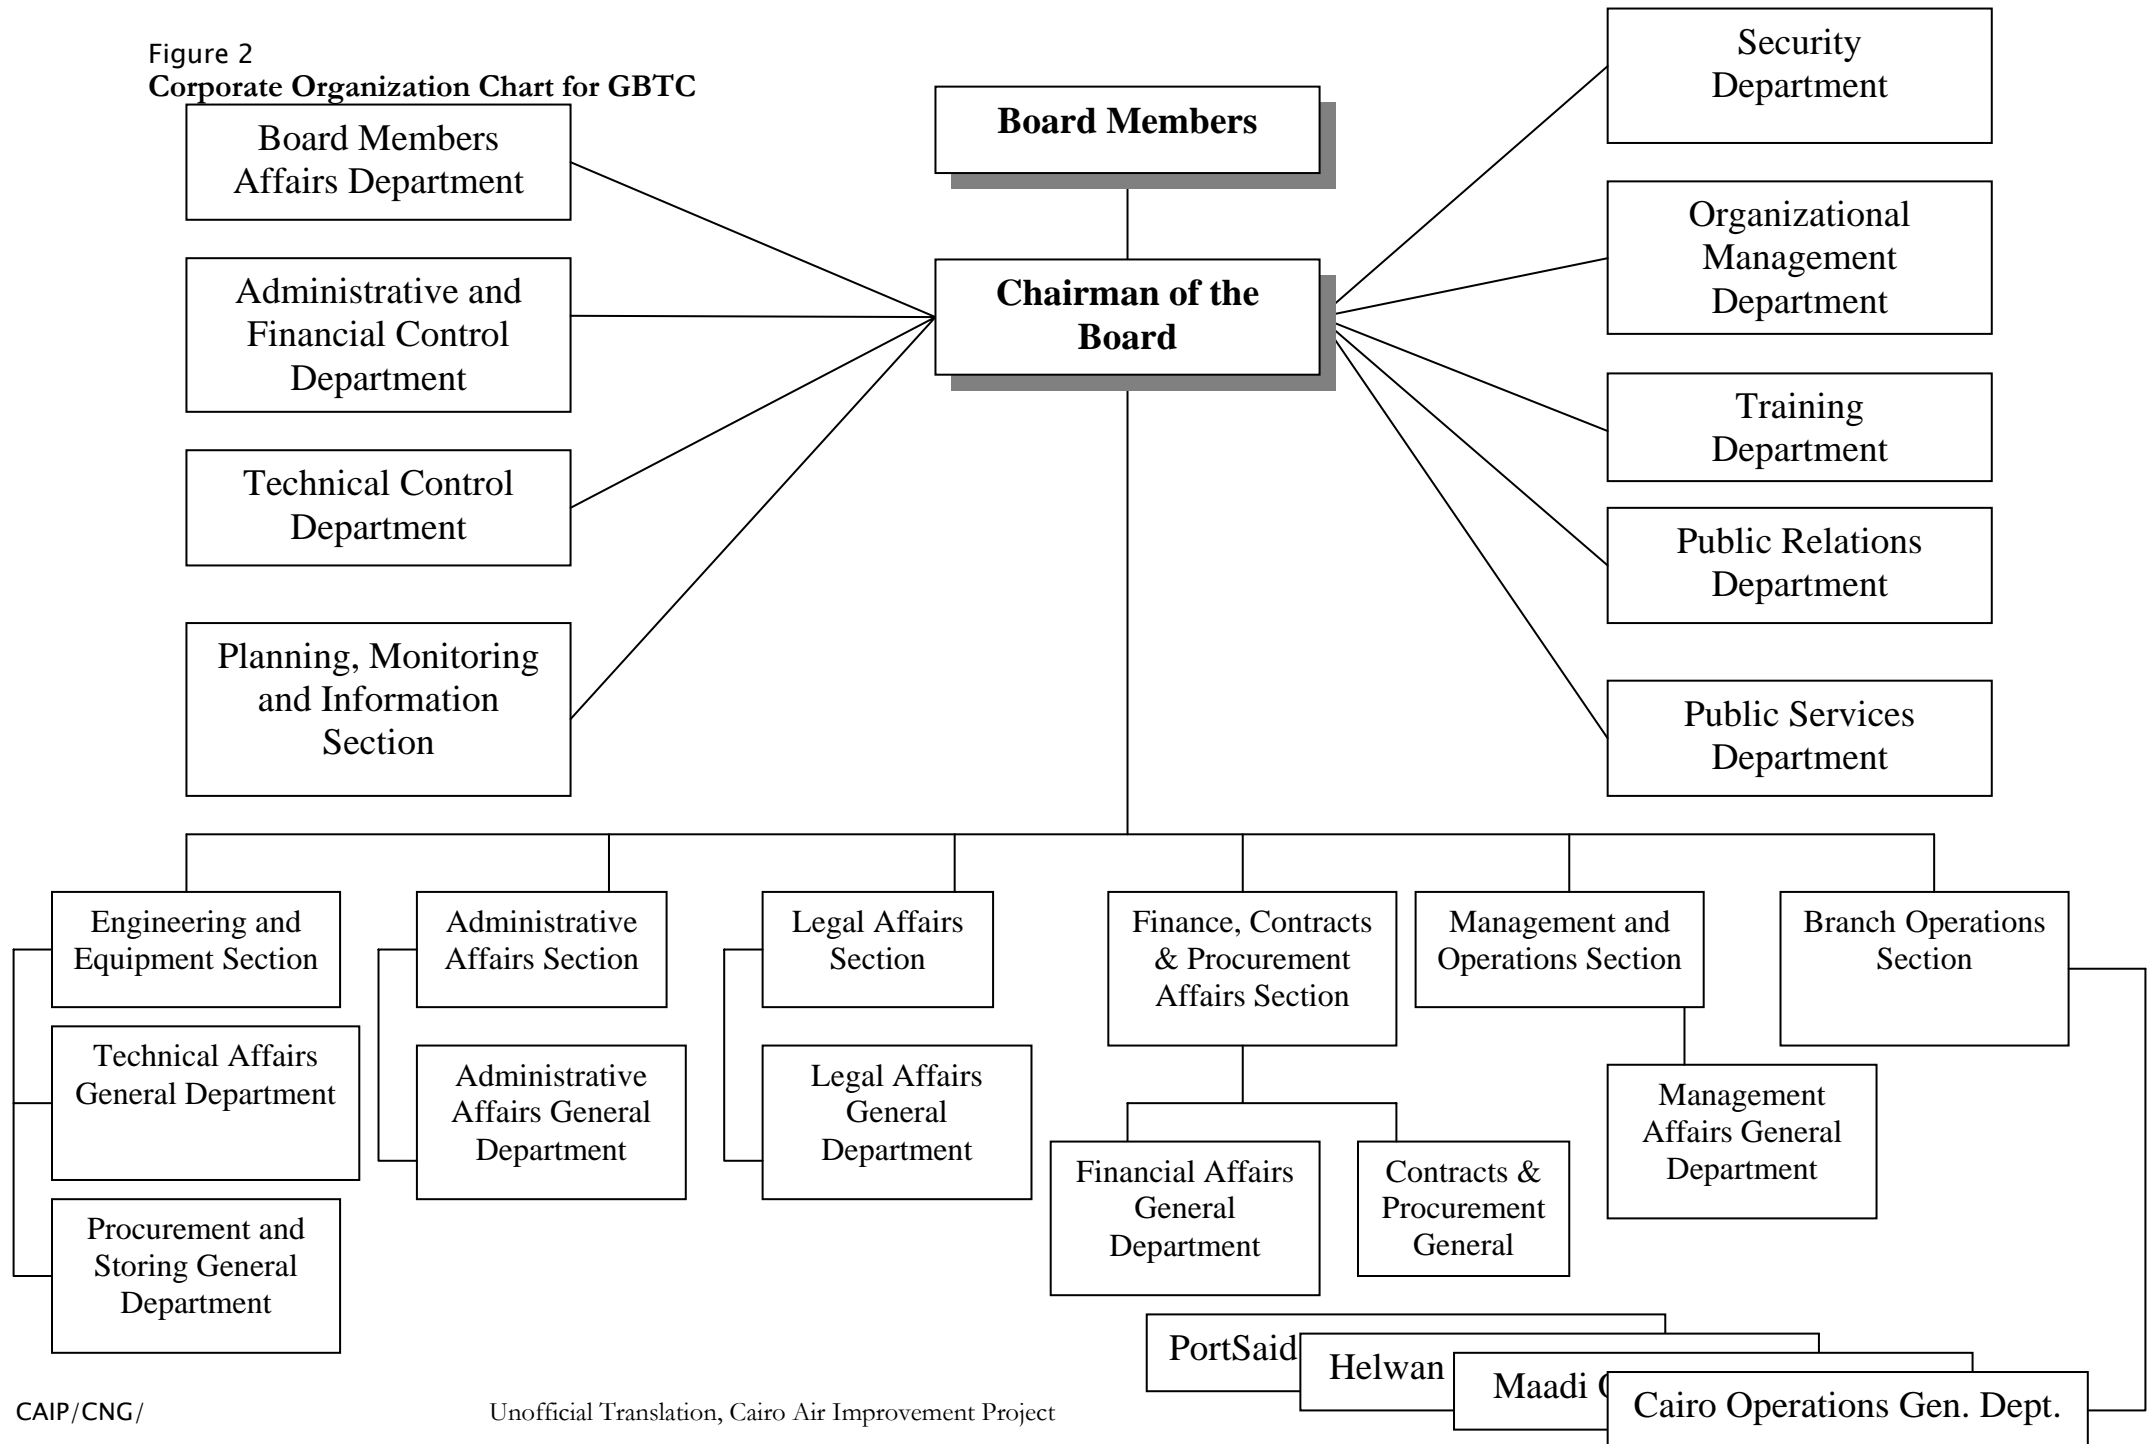 Figure 2
Corporate Organization Chart for GBTC
Board Members
Affairs Department
Administrative and
Financial Control
Department
Technical Control
Department
Planning, Monitoring
and Information
Section
Board Members
Chairman of the
Board
Security
Department
Organizational
Management
Department
Training
Department
Public Relations
Department
Public Services
Department
Engineering and
Equipment Section
Technical Affairs
General Department
Procurement and
Storing General
Department
Administrative
Affairs Section
Administrative
Affairs General
Department
Legal Affairs
Section
Legal Affairs
General
Department
Finance, Contracts
& Procurement
Affairs Section
Financial Affairs
General
Department
Contracts &
Procurement
General
Management and
Operations Section
Management
Affairs General
Department
Branch Operations
Section
PortSaid
Helwan
Maadi
Cairo Operations Gen. Dept.
CAIP/CNG/
Unofficial Translation, Cairo Air Improvement Project